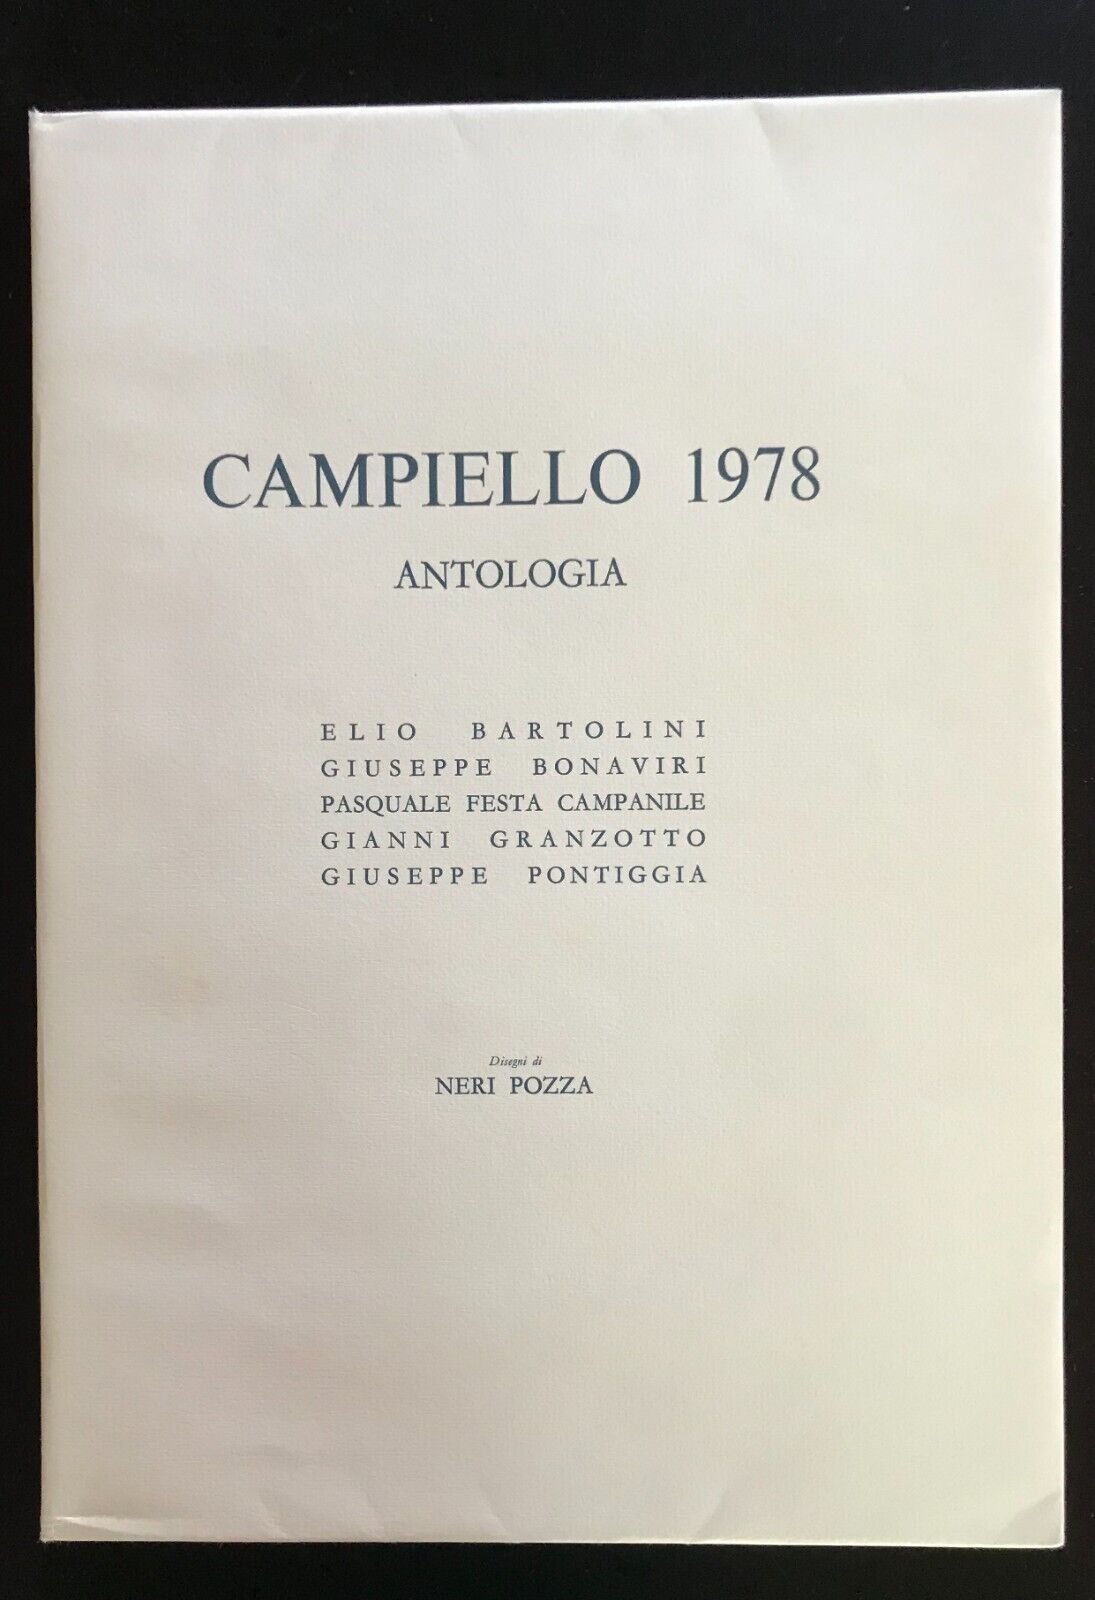 CAMPIELLO 1978
ANTOLOGIA
ELIO BARTOLINI
GIUSEPPE BONAVIRI
PASQUALE FESTA CAMPANILE
GIANNI GRANZOTTO
GIUSEPPE PONTIGGIA
Disegni di
NERI POZZA